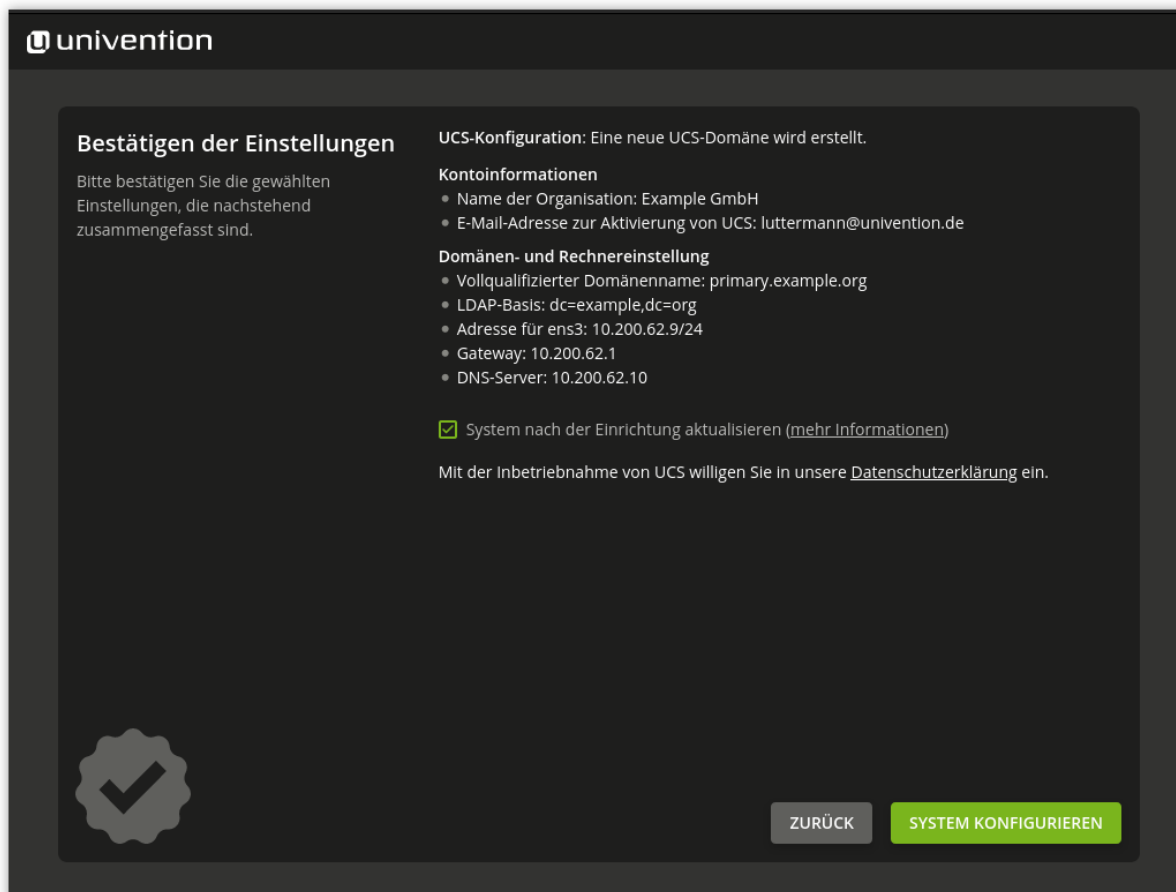 univention
Bestätigen der Einstellungen
Bitte bestätigen Sie die gewählten
Einstellungen, die nachstehend
zusammengefasst sind.
UCS-Konfiguration: Eine neue UCS-Domäne wird erstellt.
Kontoinformationen
Name der Organisation: Example GmbH
E-Mail-Adresse zur Aktivierung von UCS: luttermann@univention.de
Domänen- und Rechnereinstellung
Vollqualifizierter Domänenname: primary.example.org
LDAP-Basis: dc=example,dc=org
Adresse für ens3: 10.200.62.9/24
Gateway: 10.200.62.1
DNS-Server: 10.200.62.10
System nach der Einrichtung aktualisieren (mehr Informationen)
Mit der Inbetriebnahme von UCS willigen Sie in unsere Datenschutzerklärung ein.
ZURÜCK
SYSTEM KONFIGURIEREN